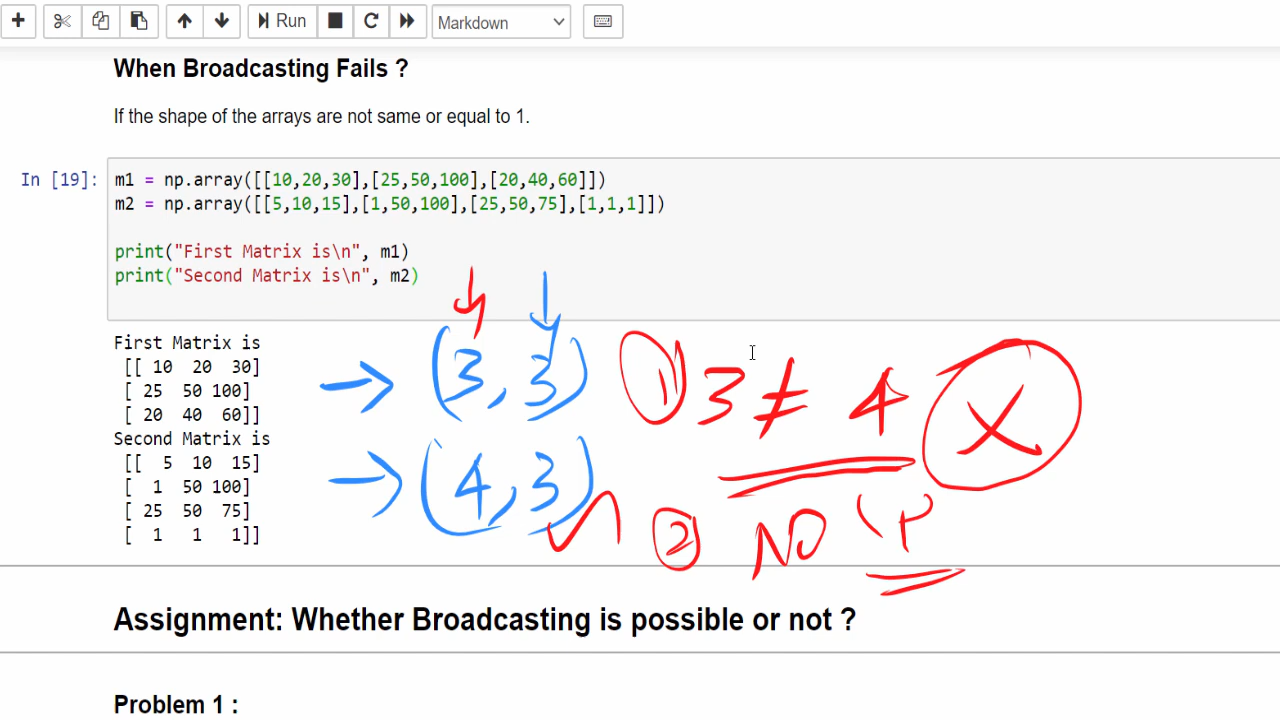 Run
Markdown
When Broadcasting Fails ?
If the shape of the arrays are not same or equal to 1.
In [19]:
m1 = np.array([[10,20,30],[25,50,100],[20,40,60]])
m2 = np.array([[5,10,15],[1,50,100],[25,50,75],[1,1,1]])
print("First Matrix is\n", m1)
print("Second Matrix is\n", m2)
First Matrix is
[[ 10 20 30]
[ 25 50 100]
[ 20 40 60]]
Second Matrix is
[[ 5 10 15]
[ 1 50 100]
[ 25 50 75]
[ 1 1 1]]
(3, 3)
(4, 3)
1) 3 ≠ 4 X
2 NO
Assignment: Whether Broadcasting is possible or not ?
Problem 1 :